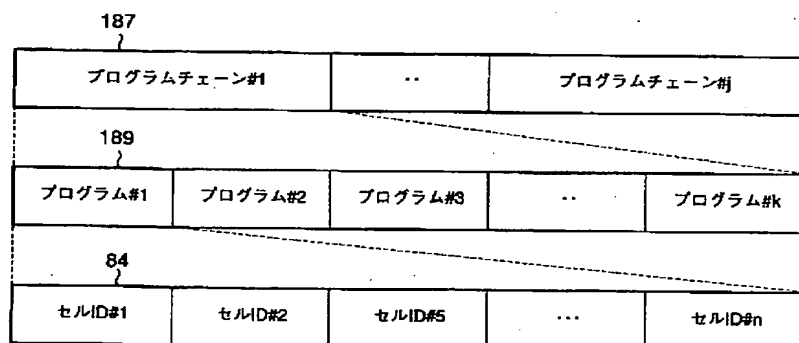 187
プログラムチェーン#1 ‥ プログラムチェーン#j
189
プログラム#1 プログラム#2 プログラム#3 ‥ プログラム#k
84
セルID#1 セルID#2 セルID#5 ... セルID#n